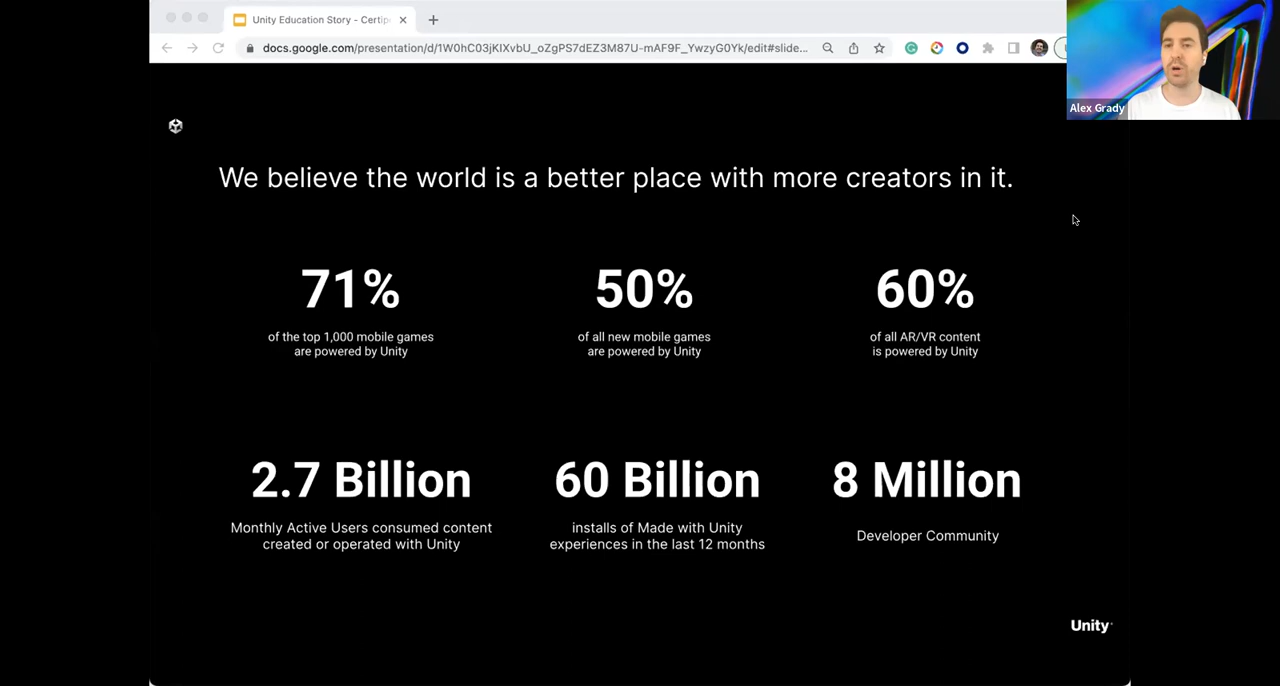 Unity Education Story - Certip
docs.google.com/presentation/d/1W0hC03jKIXvbU_oZgPS7dEZ3M87U-mAF9F_YwzyG0Yk/edit#slide...
Alex Grady
We believe the world is a better place with more creators in it.
71%
of the top 1,000 mobile games
are powered by Unity
50%
of all new mobile games
are powered by Unity
60%
of all AR/VR content
is powered by Unity
2.7 Billion
Monthly Active Users consumed content
created or operated with Unity
60 Billion
installs of Made with Unity
experiences in the last 12 months
8 Million
Developer Community
Unity